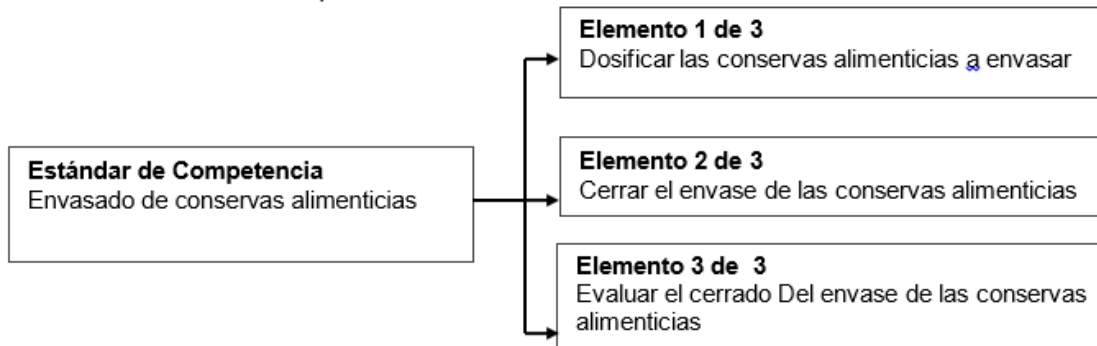 Estándar de Competencia
Envasado de conservas alimenticias
Elemento 1 de 3
Dosificar las conservas alimenticias a envasar
Elemento 2 de 3
Cerrar el envase de las conservas alimenticias
Elemento 3 de  3
Evaluar el cerrado Del envase de las conservas
alimenticias